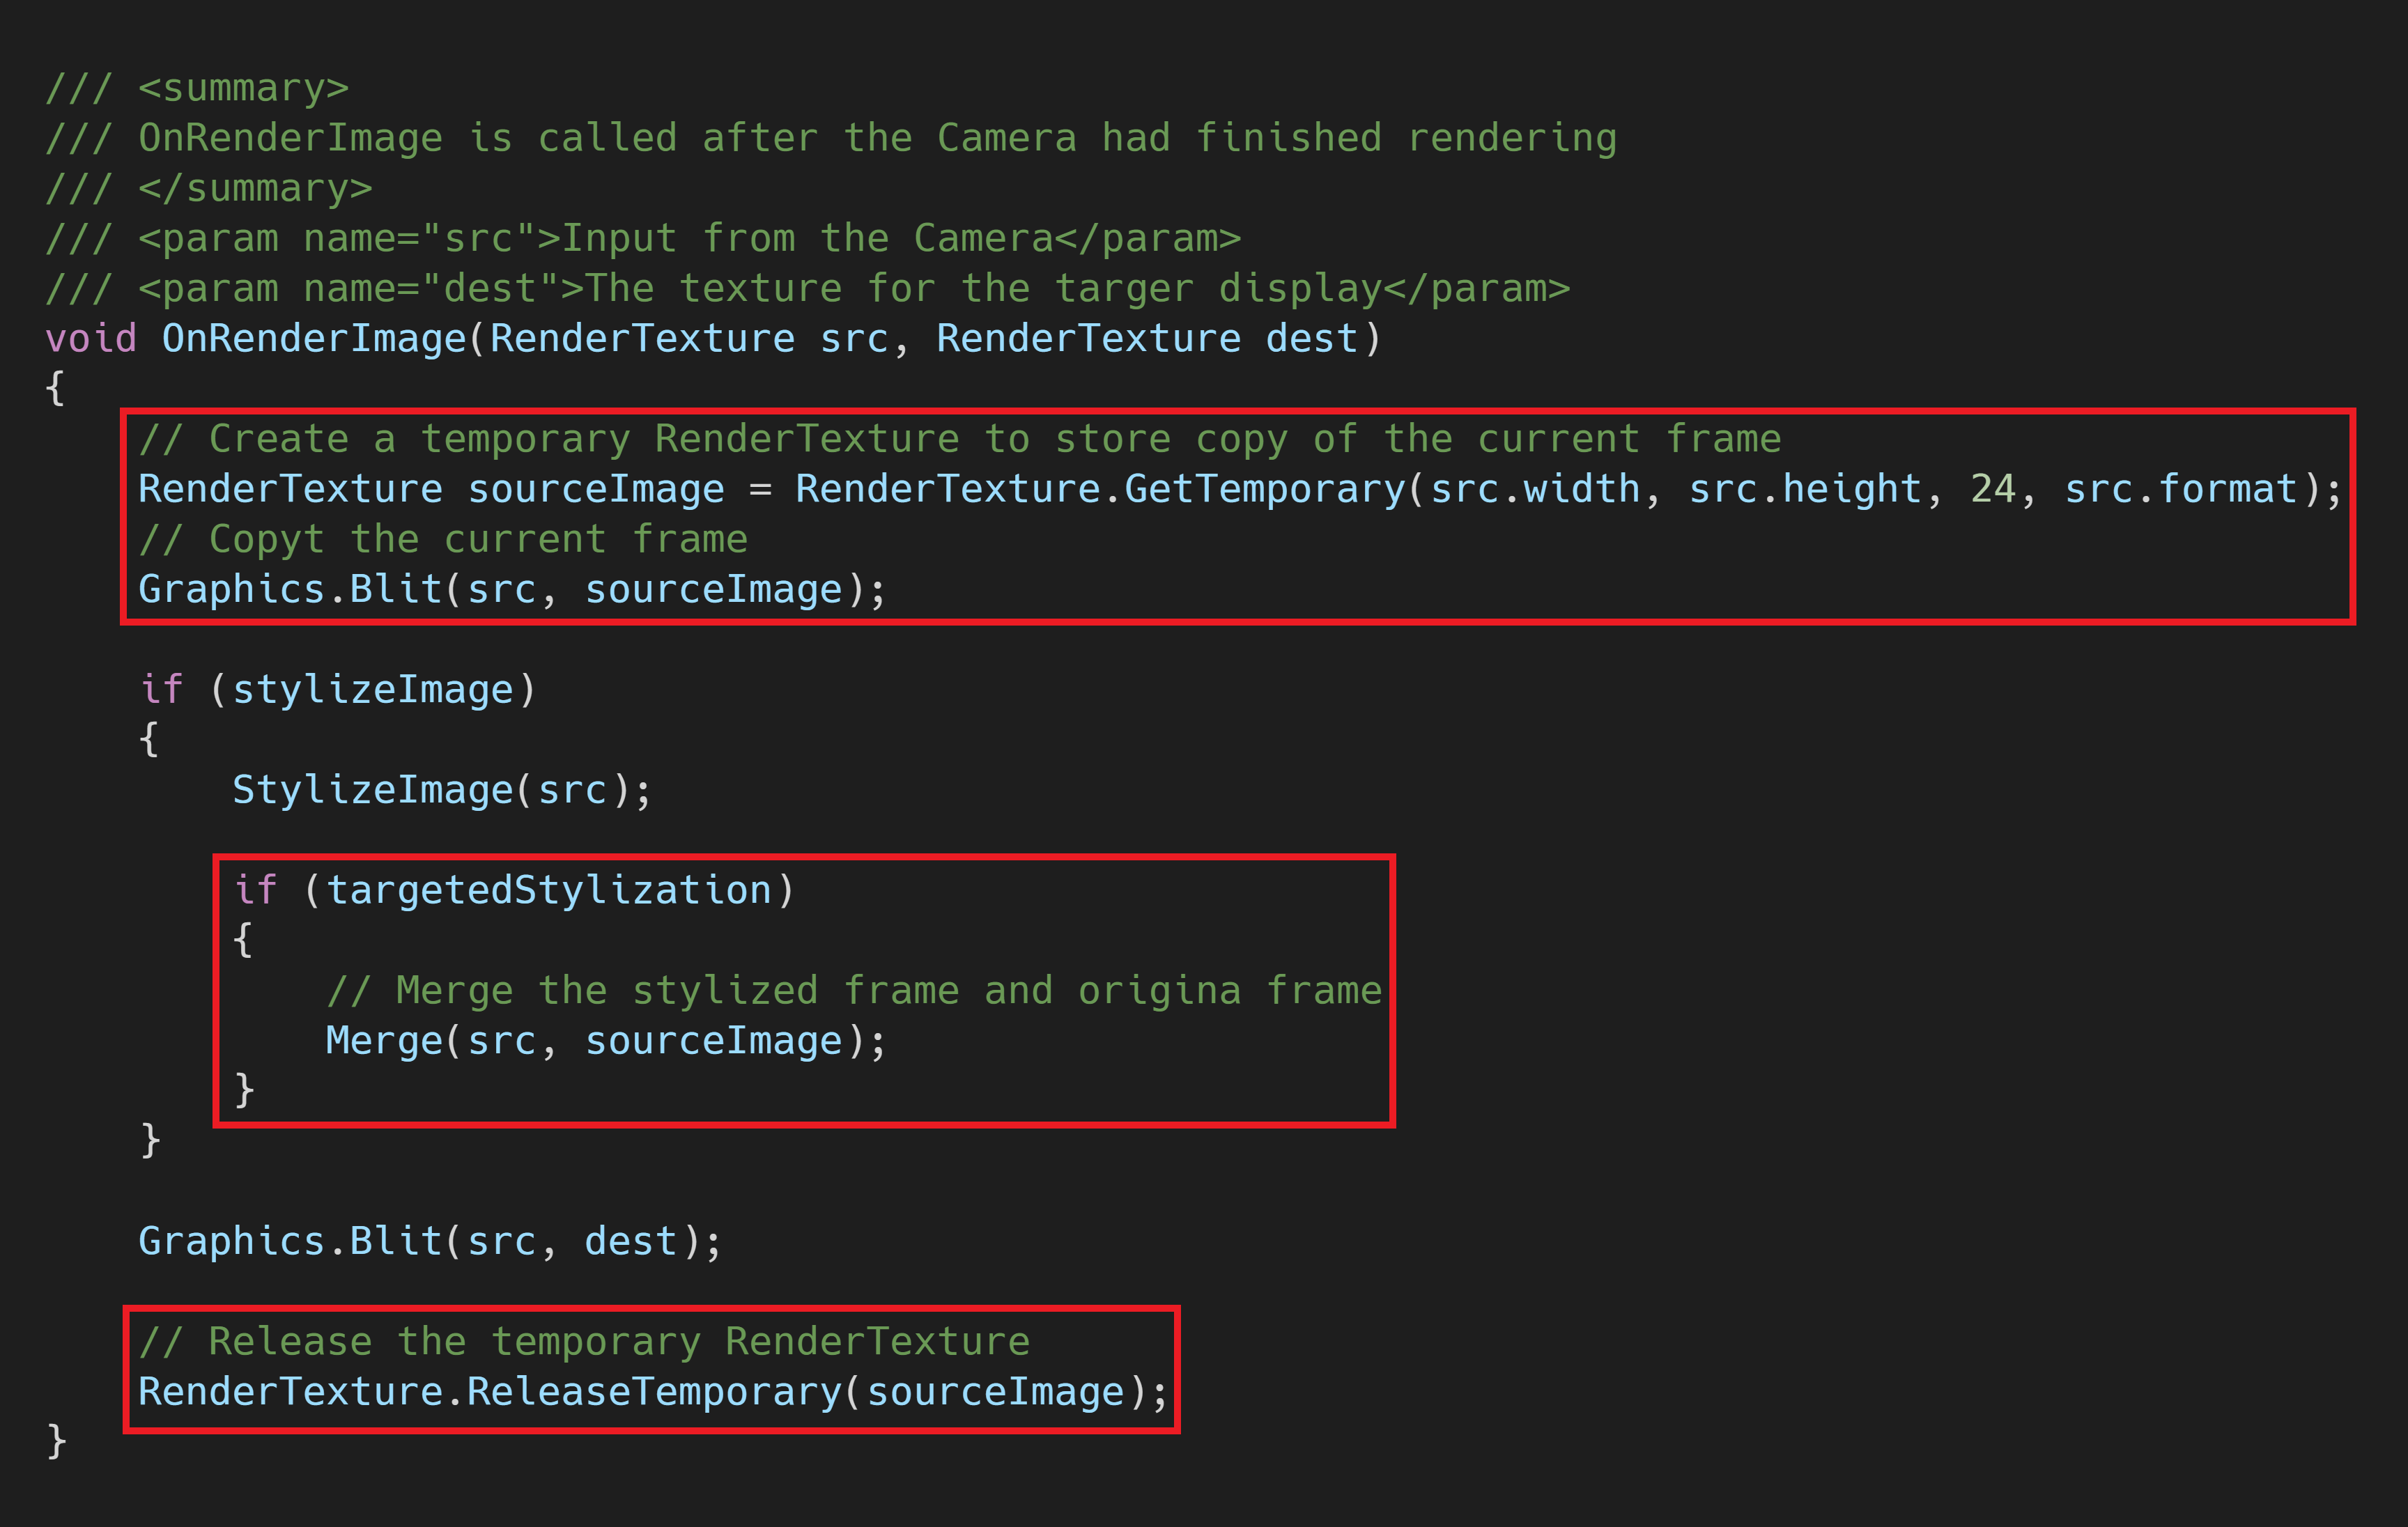 /// <summary>
/// OnRenderImage is called after the Camera had finished rendering
/// </summary>
/// <param name="src">Input from the Camera</param>
/// <param name="dest">The texture for the targer display</param>
void OnRenderImage(RenderTexture src, RenderTexture dest)
{
    // Create a temporary RenderTexture to store copy of the current frame
    RenderTexture sourceImage = RenderTexture.GetTemporary(src.width, src.height, 24, src.format);
    // Copyt the current frame
    Graphics.Blit(src, sourceImage);

    if (stylizeImage)
    {
        StylizeImage(src);

        if (targetedStylization)
        {
            // Merge the stylized frame and origina frame
            Merge(src, sourceImage);
        }
    }

    Graphics.Blit(src, dest);

    // Release the temporary RenderTexture
    RenderTexture.ReleaseTemporary(sourceImage);
}